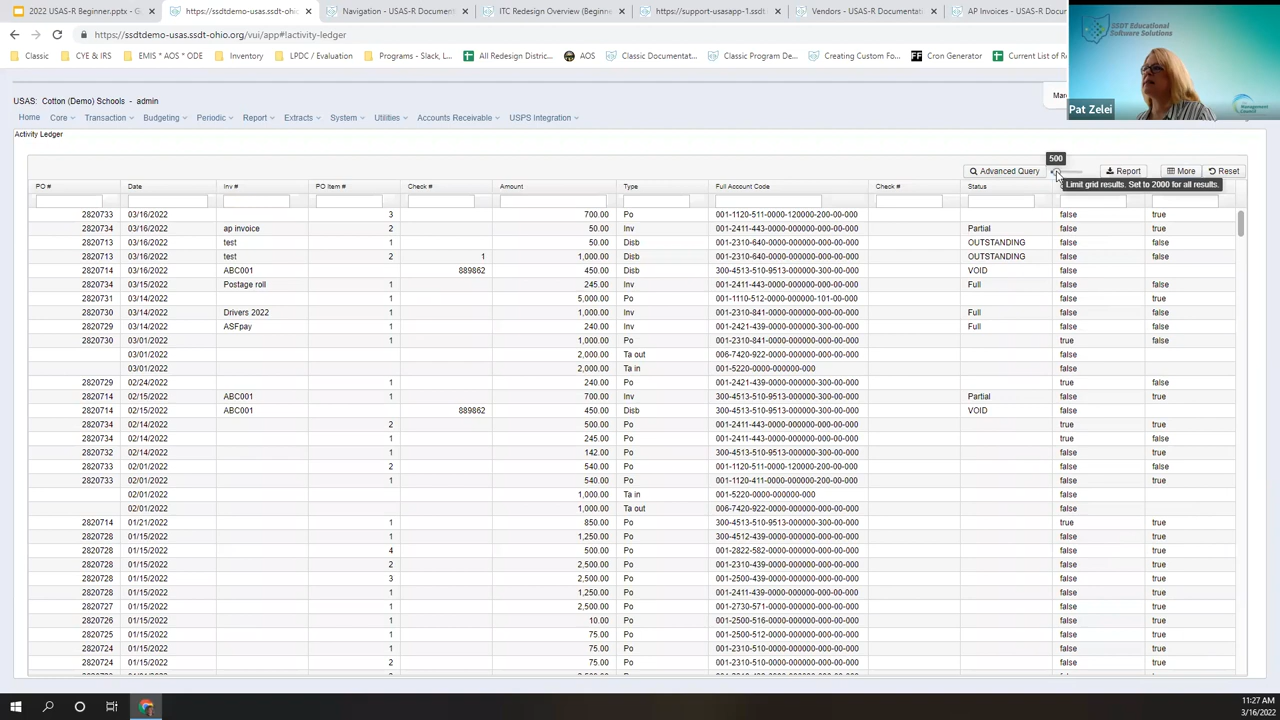 2022 USAS-R Beginner.pptx - G
https://ssdtdemo-usas.ssdt-ohio
Navigation - USAS-R Documentat
ITC Redesign Overview (Beginner
https://support-usasapp-1.ssdt-o
Vendors - USAS-R Documentation
AP Invoices - USAS-R Docu
https://ssdtdemo-usas.ssdt-ohio.org/vui/app#!activity-ledger
Classic
CYE & IRS
EMIS * AOS * ODE
Inventory
LPDC / Evaluation
Programs - Slack, L...
All Redesign District...
AOS
Classic Documentat...
Classic Program De...
Creating Custom Fo...
Cron Generator
Current List of R
SSDT Educational
Software Solutions
Management
Council
Pat Zelei
USAS: Cotton (Demo) Schools - admin
Mar
Home Core Transaction Budgeting Periodic Report Extracts System Utilities Accounts Receivable USPS Integration
Activity Ledger
500
Advanced Query Report More Reset
Limit grid results. Set to 2000 for all results.
PO # Date Inv # PO Item # Check # Amount Type Full Account Code Check # Status
2820733 03/16/2022 3 700.00 Po 001-1120-511-0000-120000-200-00-000 false true
2820734 03/16/2022 ap invoice 2 50.00 Inv 001-2411-443-0000-000000-000-00-000 Partial false true
2820713 03/16/2022 test 1 50.00 Disb 001-2310-640-0000-000000-000-00-000 OUTSTANDING false false
2820713 03/16/2022 test 2 1 1,000.00 Disb 001-2310-640-0000-000000-000-00-000 OUTSTANDING false false
2820714 03/16/2022 ABC001 889862 450.00 Disb 300-4513-510-9513-000000-300-00-000 VOID false
2820734 03/15/2022 Postage roll 1 245.00 Inv 001-2411-443-0000-000000-000-00-000 Full false false
2820731 03/14/2022 1 5,000.00 Po 001-1110-512-0000-000000-101-00-000 false true
2820730 03/14/2022 Drivers 2022 1 1,000.00 Inv 001-2310-841-0000-000000-000-00-000 Full false false
2820729 03/14/2022 ASFpay 1 240.00 Inv 001-2421-439-0000-000000-300-00-000 Full false false
2820730 03/01/2022 1 1,000.00 Po 001-2310-841-0000-000000-000-00-000 true false
03/01/2022 2,000.00 Ta out 006-7420-922-0000-000000-000-00-000 false
03/01/2022 2,000.00 Ta in 001-5220-0000-000000-000 false
2820729 02/24/2022 1 240.00 Po 001-2421-439-0000-000000-300-00-000 true false
2820714 02/15/2022 ABC001 1 700.00 Inv 300-4513-510-9513-000000-300-00-000 Partial false true
2820714 02/15/2022 ABC001 889862 450.00 Disb 300-4513-510-9513-000000-300-00-000 VOID false
2820734 02/14/2022 2 500.00 Po 001-2411-443-0000-000000-000-00-000 true true
2820734 02/14/2022 1 245.00 Po 001-2411-443-0000-000000-000-00-000 true false
2820732 02/14/2022 1 142.00 Po 300-4513-510-9513-000000-300-00-000 false true
2820733 02/01/2022 2 540.00 Po 001-1120-511-0000-120000-200-00-000 false false
2820733 02/01/2022 1 540.00 Po 001-1120-411-0000-120000-200-00-000 false true
02/01/2022 1,000.00 Ta in 001-5220-0000-000000-000 false
02/01/2022 1,000.00 Ta out 006-7420-922-0000-000000-000-00-000 false
2820714 01/21/2022 1 850.00 Po 300-4513-510-9513-000000-300-00-000 true true
2820728 01/15/2022 1 1,250.00 Po 300-4512-439-0000-000000-300-00-000 false true
2820728 01/15/2022 4 500.00 Po 001-2822-582-0000-000000-000-00-000 false true
2820728 01/15/2022 2 2,500.00 Po 001-2411-439-0000-000000-000-00-000 false true
2820728 01/15/2022 3 2,500.00 Po 001-2500-439-0000-000000-000-00-000 false true
2820728 01/15/2022 1 1,250.00 Po 001-2411-439-0000-000000-000-00-000 false true
2820727 01/15/2022 1 2,500.00 Po 001-2730-571-0000-000000-000-00-000 false true
2820726 01/15/2022 1 10.00 Po 001-2500-516-0000-000000-000-00-000 false true
2820725 01/15/2022 1 75.00 Po 001-2500-512-0000-000000-000-00-000 false true
2820724 01/15/2022 1 75.00 Po 001-2310-510-0000-000000-000-00-000 false true
2820724 01/15/2022 2 75.00 Po 001-2310-510-0000-000000-000-00-000 false true
11:27 AM
3/16/2022